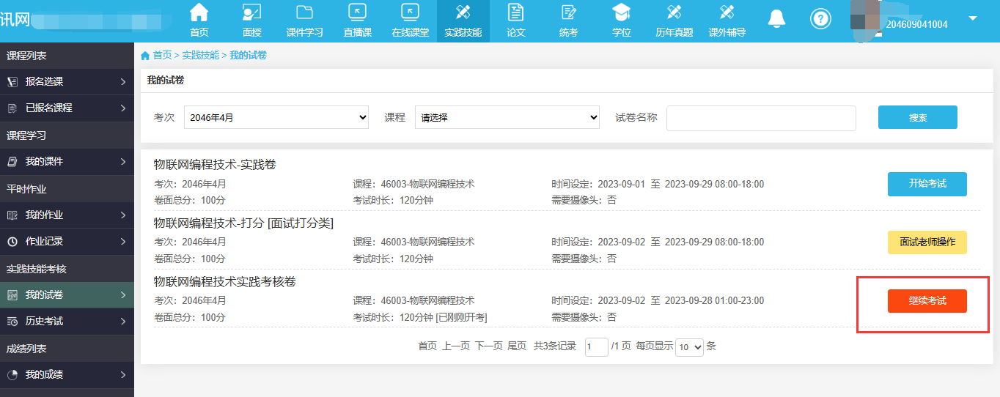 讯网
首页 面授 课件学习 直播课 在线课堂 实践技能 论文 统考 学位 历年真题 课外辅导 204609041004
课程列表
报名选课
已报名课程
课程学习
我的课件
平时作业
我的作业
作业记录
实践技能考核
我的试卷
历史考试
成绩列表
我的成绩
首页 > 实践技能 > 我的试卷
我的试卷
考次 2046年4月 课程 请选择 试卷名称 搜索
物联网编程技术-实践卷
考次：2046年4月 课程：46003-物联网编程技术 时间设定：2023-09-01 至 2023-09-29 08:00-18:00 开始考试
卷面总分：100分 考试时长：120分钟 需要摄像头：否
物联网编程技术-打分 [面试打分类]
考次：2046年4月 课程：46003-物联网编程技术 时间设定：2023-09-02 至 2023-09-29 08:00-18:00 面试老师操作
卷面总分：100分 考试时长：120分钟 需要摄像头：否
物联网编程技术实践考核卷
考次：2046年4月 课程：46003-物联网编程技术 时间设定：2023-09-02 至 2023-09-28 01:00-23:00 继续考试
卷面总分：100分 考试时长：120分钟 [已刚刚开考] 需要摄像头：否
首页 上一页 下一页 尾页 共3条记录 1 /1 页 每页显示 10 条